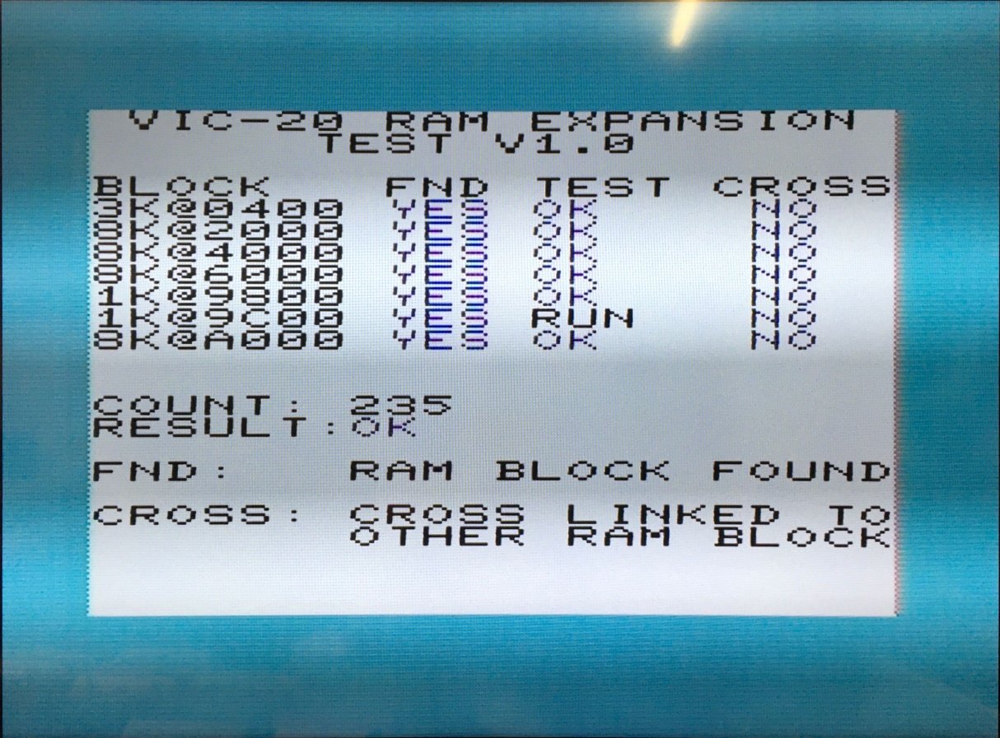 VIC-20 RAM EXPANSION
TEST V1.0
BLOCK FND TEST CROSS
3K@0400 YES OK NO
8K@2000 YES OK NO
8K@4000 YES OK NO
8K@6000 YES OK NO
1K@9800 YES OK NO
1K@9C00 YES RUN NO
8K@A000 YES OK NO
COUNT: 235
RESULT:OK
FND: RAM BLOCK FOUND
CROSS: CROSS LINKED TO
OTHER RAM BLOCK